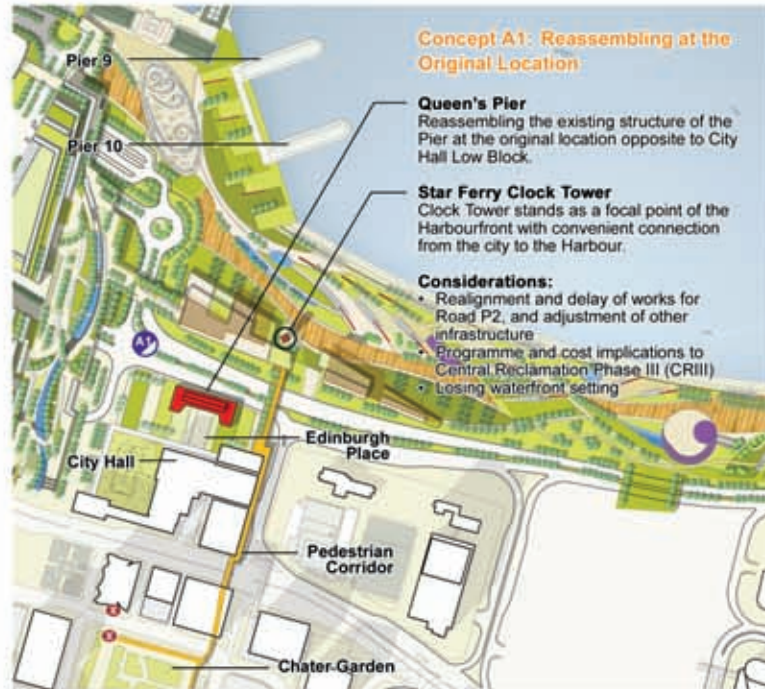 Concept A1: Reassembling at the
Original Location
Pier 9
Queen's Pier
Reassembling the existing structure of the
Pier at the original location opposite to City
Hall Low Block.
Pier 10
Star Ferry Clock Tower
Clock Tower stands as a focal point of the
Harbourfront with convenient connection
from the city to the Harbour.
Considerations:
• Realignment and delay of works for
Road P2, and adjustment of other
infrastructure
• Programme and cost implications to
Central Reclamation Phase III (CRIII)
• Losing waterfront setting
A1
Edinburgh
Place
City Hall
Pedestrian
Corridor
Chater Garden